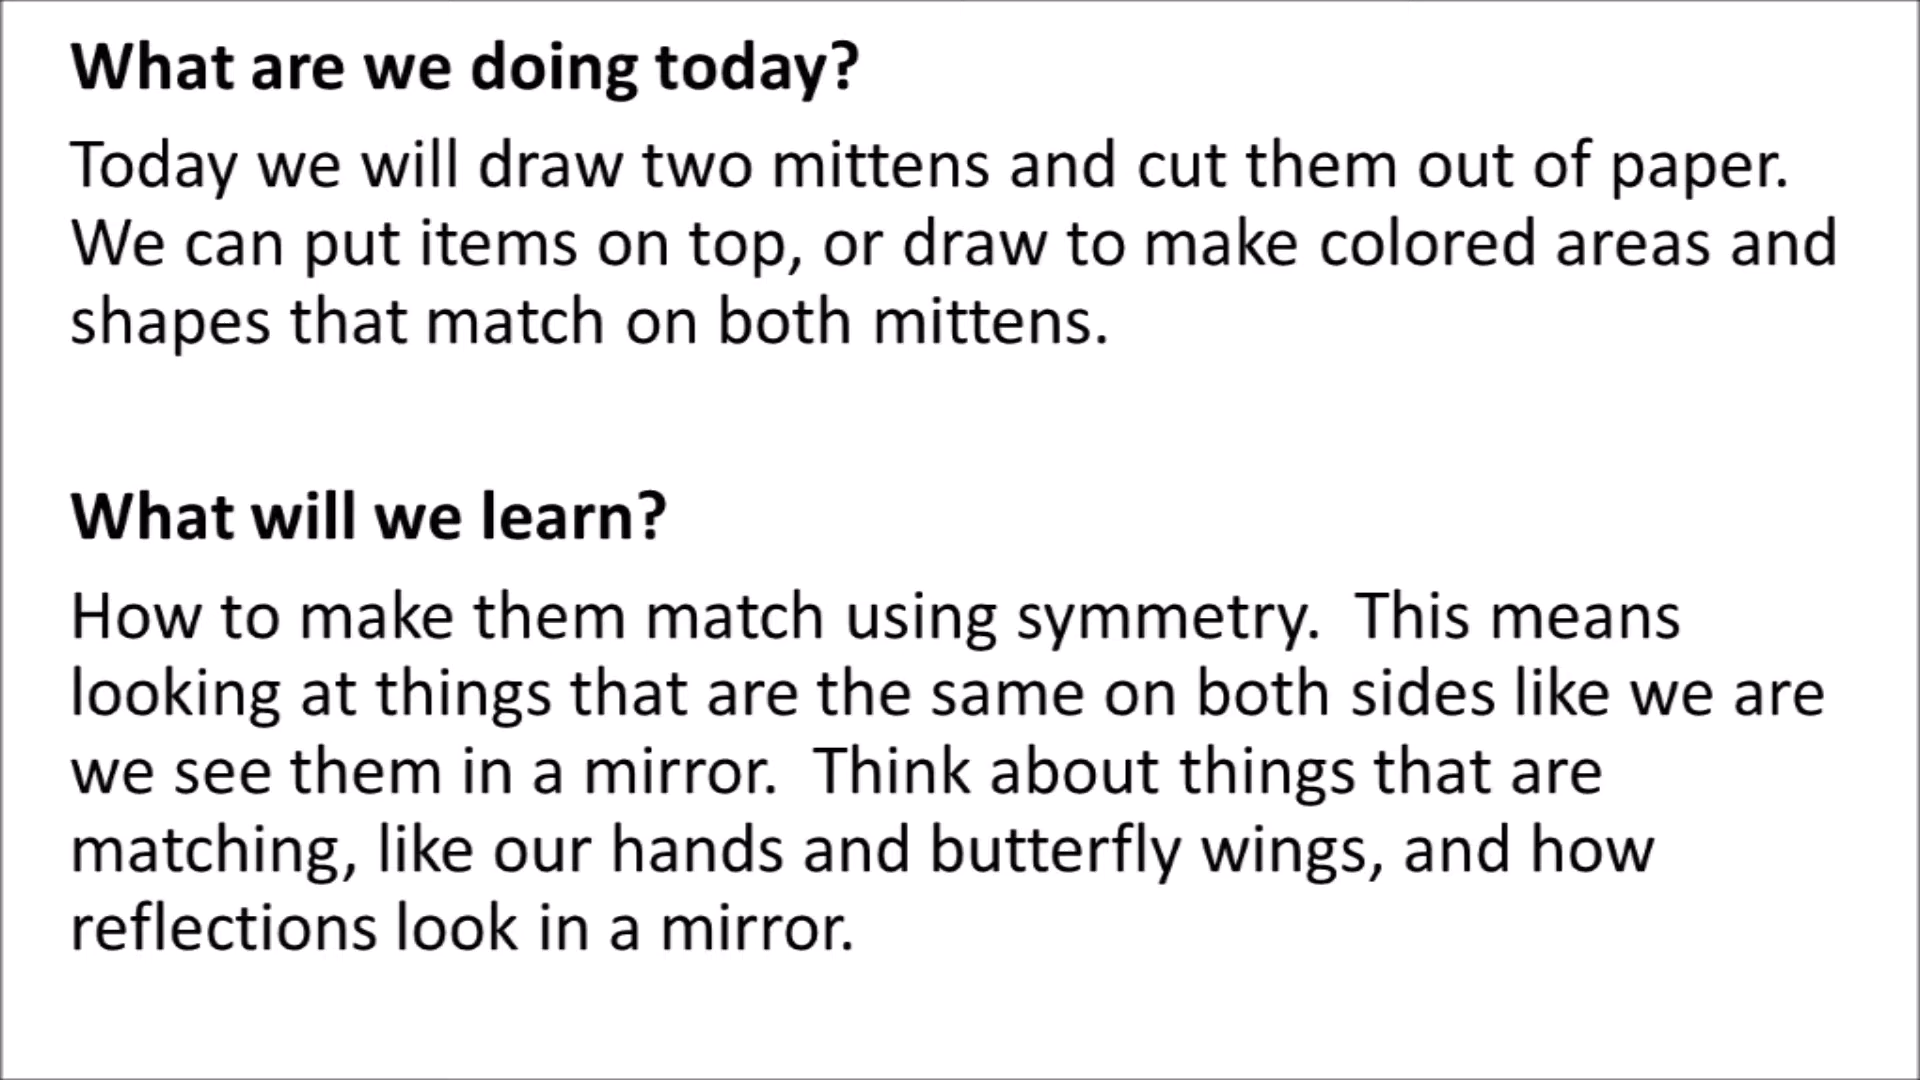 What are we doing today?
Today we will draw two mittens and cut them out of paper.
We can put items on top, or draw to make colored areas and
shapes that match on both mittens.
What will we learn?
How to make them match using symmetry.  This means
looking at things that are the same on both sides like we are
we see them in a mirror.  Think about things that are
matching, like our hands and butterfly wings, and how
reflections look in a mirror.